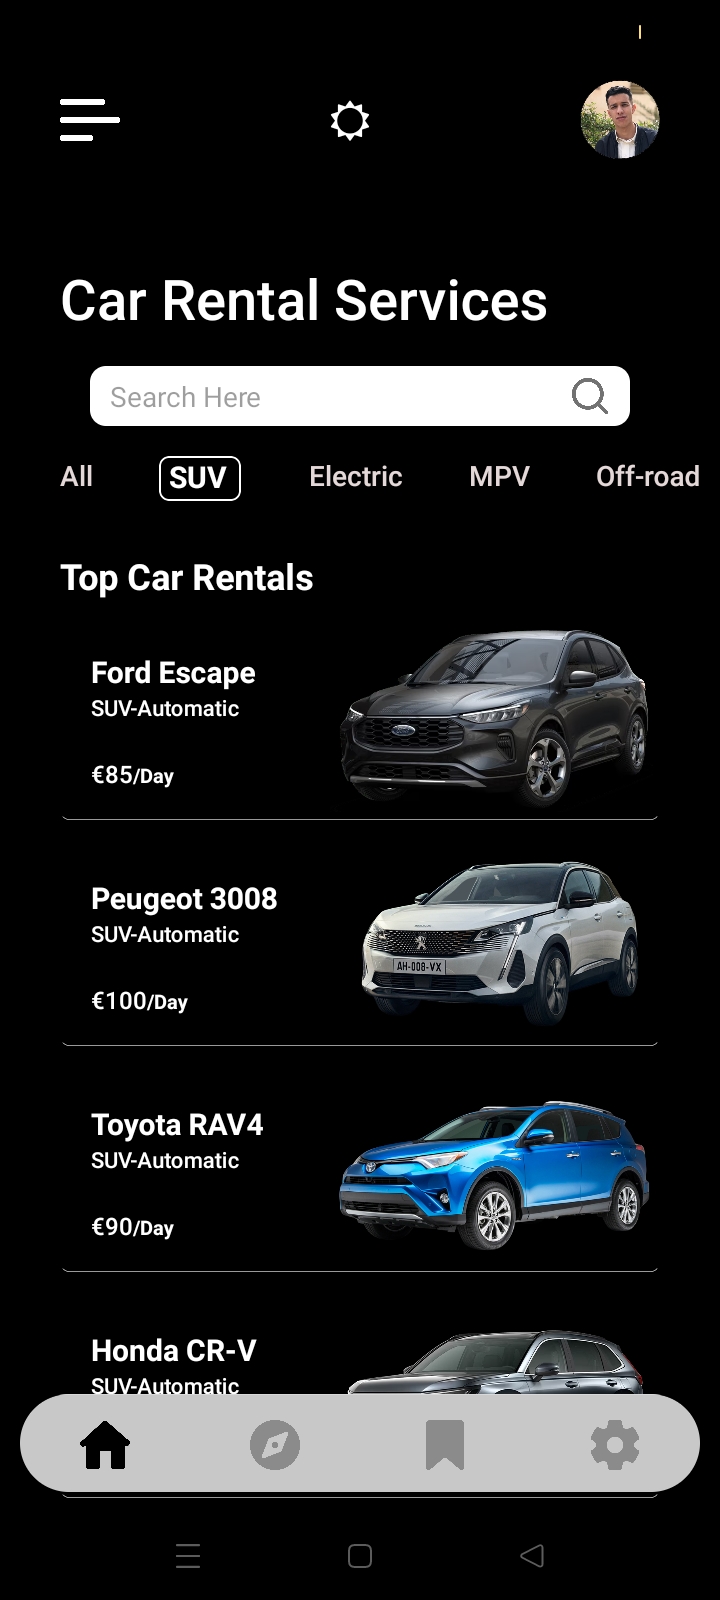 Car Rental Services
Search Here
All SUV Electric MPV Off-road
Top Car Rentals
Ford Escape
SUV-Automatic
€85/Day
Peugeot 3008
SUV-Automatic
€100/Day
AH-008-VX
Toyota RAV4
SUV-Automatic
€90/Day
Honda CR-V
SUV-Automatic